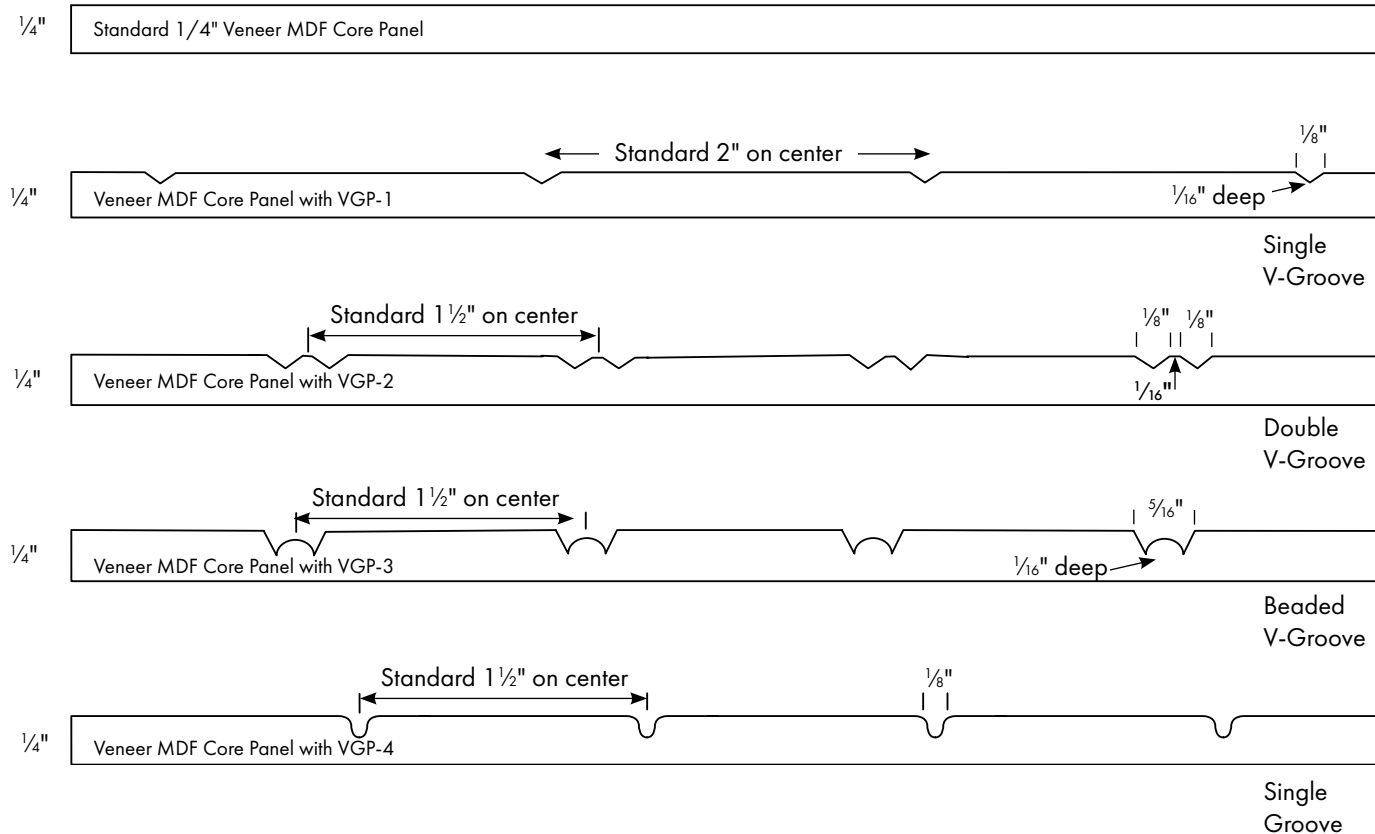 ¼"
Standard 1/4" Veneer MDF Core Panel
⅛"
Standard 2" on center
¼"
Veneer MDF Core Panel with VGP-1
1⁄16" deep
Single
V-Groove
Standard 1½" on center
⅛" ⅛"
¼"
Veneer MDF Core Panel with VGP-2
1⁄16"
Double
V-Groove
Standard 1½" on center
5⁄16"
¼"
Veneer MDF Core Panel with VGP-3
1⁄16" deep
Beaded
V-Groove
Standard 1½" on center
⅛"
¼"
Veneer MDF Core Panel with VGP-4
Single
Groove